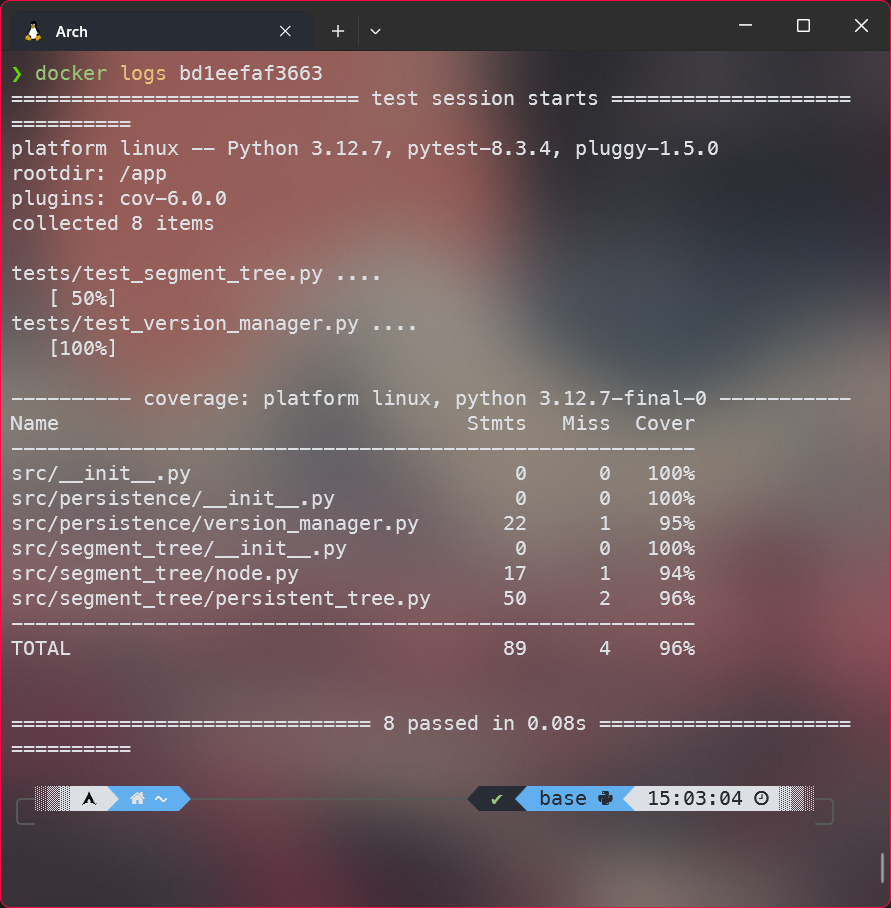 Arch
❯ docker logs bd1eefaf3663
============================= test session starts ====================
==========
platform linux -- Python 3.12.7, pytest-8.3.4, pluggy-1.5.0
rootdir: /app
plugins: cov-6.0.0
collected 8 items
tests/test_segment_tree.py ....
[ 50%]
tests/test_version_manager.py ....
[100%]
---------- coverage: platform linux, python 3.12.7-final-0 -----------
Name                                  Stmts   Miss  Cover
---------------------------------------------------------
src/__init__.py                           0      0   100%
src/persistence/__init__.py               0      0   100%
src/persistence/version_manager.py       22      1    95%
src/segment_tree/__init__.py              0      0   100%
src/segment_tree/node.py                 17      1    94%
src/segment_tree/persistent_tree.py      50      2    96%
---------------------------------------------------------
TOTAL                                    89      4    96%
============================== 8 passed in 0.08s =====================
==========
~ ✔ base 15:03:04